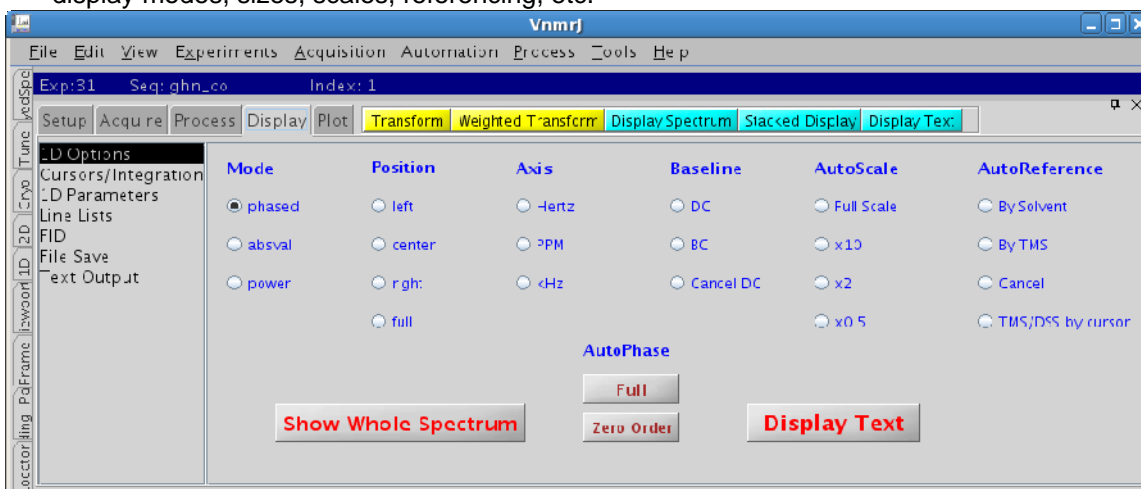 display modes, sizes, scales, referencing, etc.
VnmrJ
File Edit View Experiments Acquisition Automation Process Tools Help
Exp:31 Seq: ghn_co Index: 1
Setup Acquire Process Display Plot Transform Weighted Transform Display Spectrum Stacked Display Display Text
1D Options
Cursors/Integration
1D Parameters
Line Lists
FID
File Save
Text Output
Mode Position Axis Baseline AutoScale AutoReference
phased left Hertz DC Full Scale By Solvent
absval center PPM BC x10 By TMS
power right kHz Cancel DC x2 Cancel
full x0.5 TMS/DSS by cursor
AutoPhase
Full
Show Whole Spectrum Zero Order Display Text
Tune
Cryo
2D
1D
PgFrame